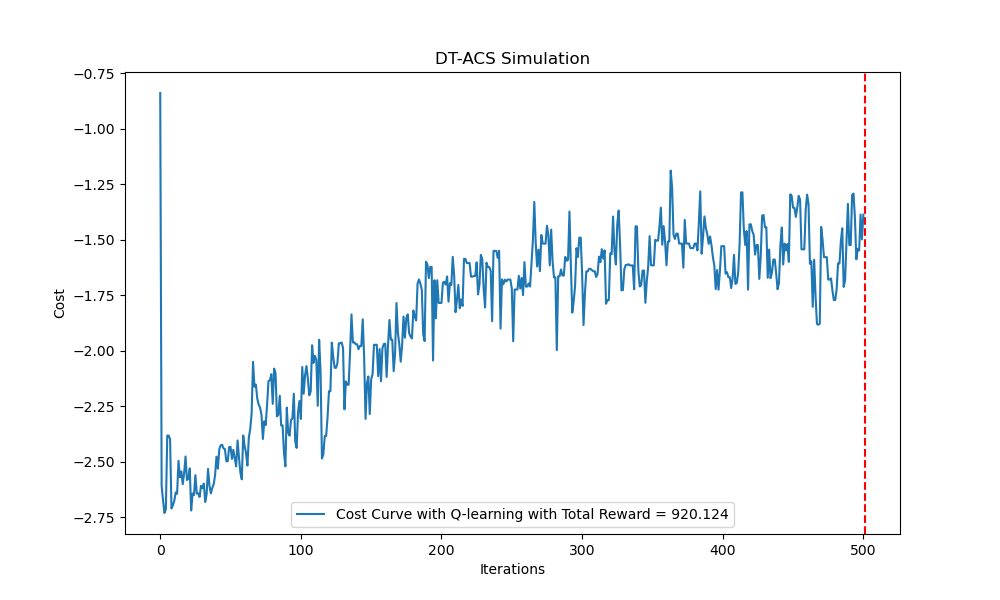 DT-ACS Simulation
−0.75
−1.00
−1.25
−1.50
−1.75
−2.00
−2.25
−2.50
−2.75
Cost
Cost Curve with Q-learning with Total Reward = 920.124
0 100 200 300 400 500
Iterations